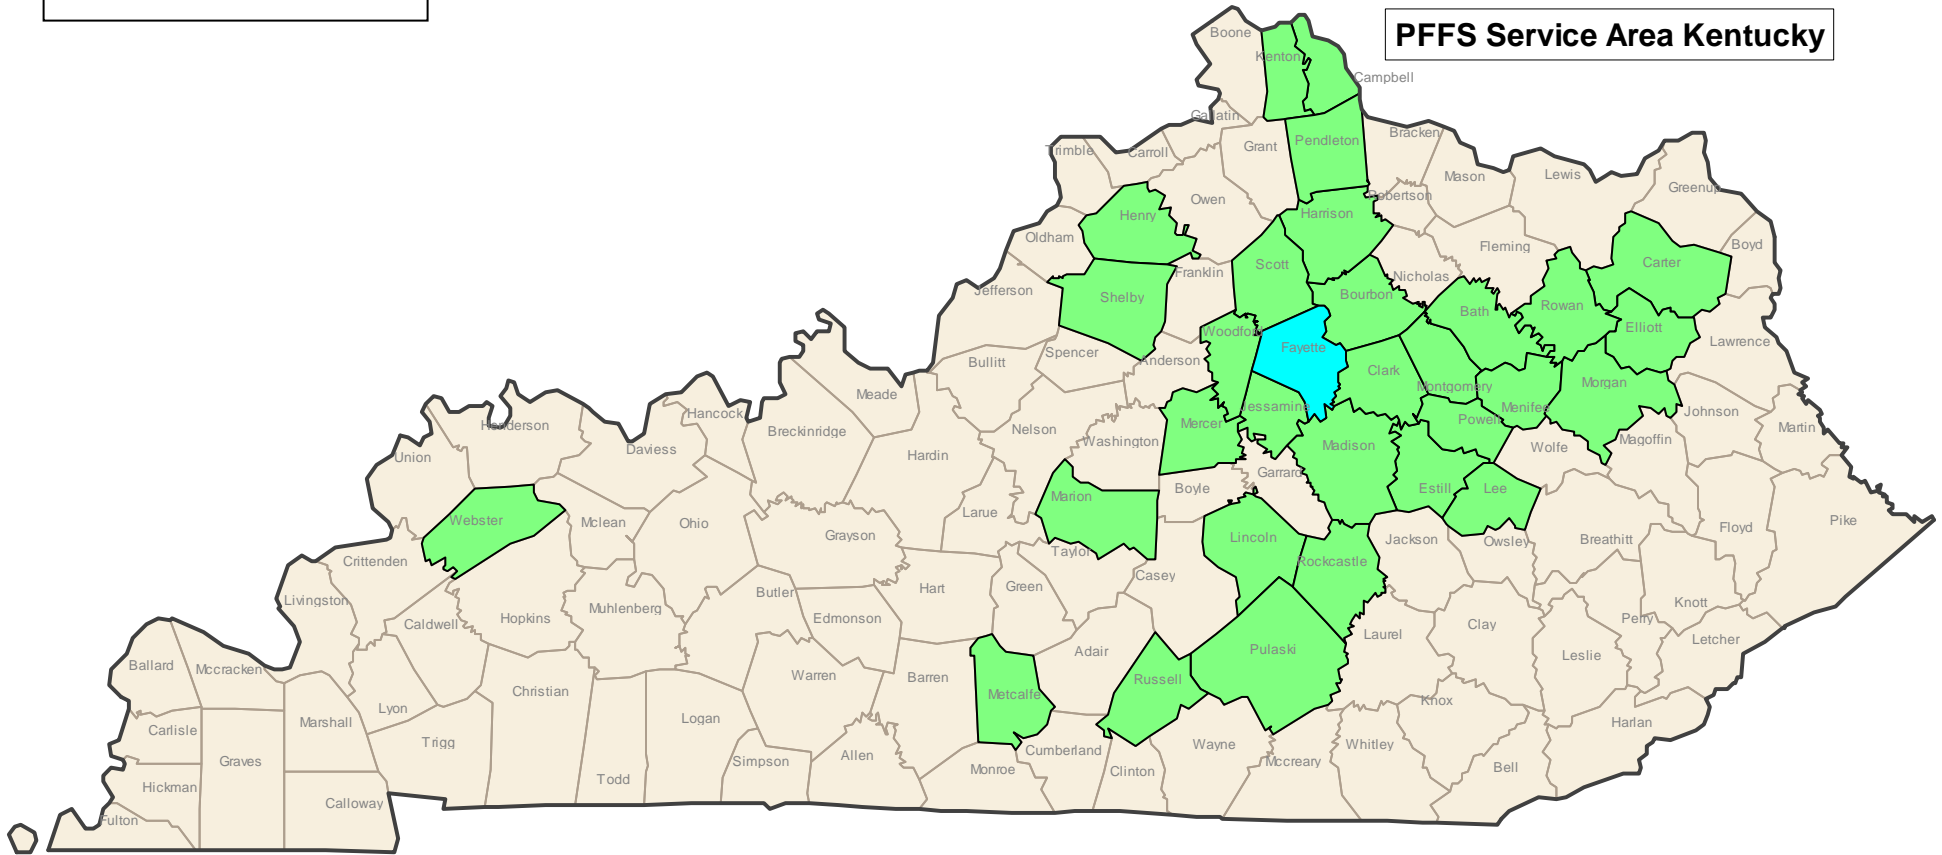 PFFS Service Area Kentucky
Boone
Kenton
Campbell
Gallatin
Trimble
Carroll
Grant
Pendleton
Bracken
Mason
Lewis
Greenup
Robertson
Owen
Henry
Harrison
Oldham
Fleming
Boyd
Scott
Franklin
Nicholas
Carter
Jefferson
Shelby
Bourbon
Bath
Rowan
Elliott
Woodford
Fayette
Lawrence
Spencer
Bullitt
Anderson
Clark
Montgomery
Morgan
Meade
Hancock
Jessamine
Menifee
Johnson
Henderson
Breckinridge
Nelson
Washington
Mercer
Madison
Powell
Wolfe
Magoffin
Martin
Union
Daviess
Hardin
Garrard
Boyle
Marion
Estill
Lee
Webster
Mclean
Ohio
Larue
Grayson
Floyd
Pike
Lincoln
Jackson
Owsley
Breathitt
Taylor
Crittenden
Rockcastle
Casey
Livingston
Hopkins
Muhlenberg
Butler
Edmonson
Hart
Green
Knott
Caldwell
Perry
Clay
Laurel
Letcher
Ballard
Mccracken
Adair
Pulaski
Leslie
Warren
Barren
Russell
Metcalfe
Christian
Lyon
Knox
Logan
Marshall
Carlisle
Harlan
Trigg
Graves
Allen
Simpson
Cumberland
Wayne
Whitley
Mccreary
Monroe
Clinton
Bell
Todd
Hickman
Calloway
Fulton